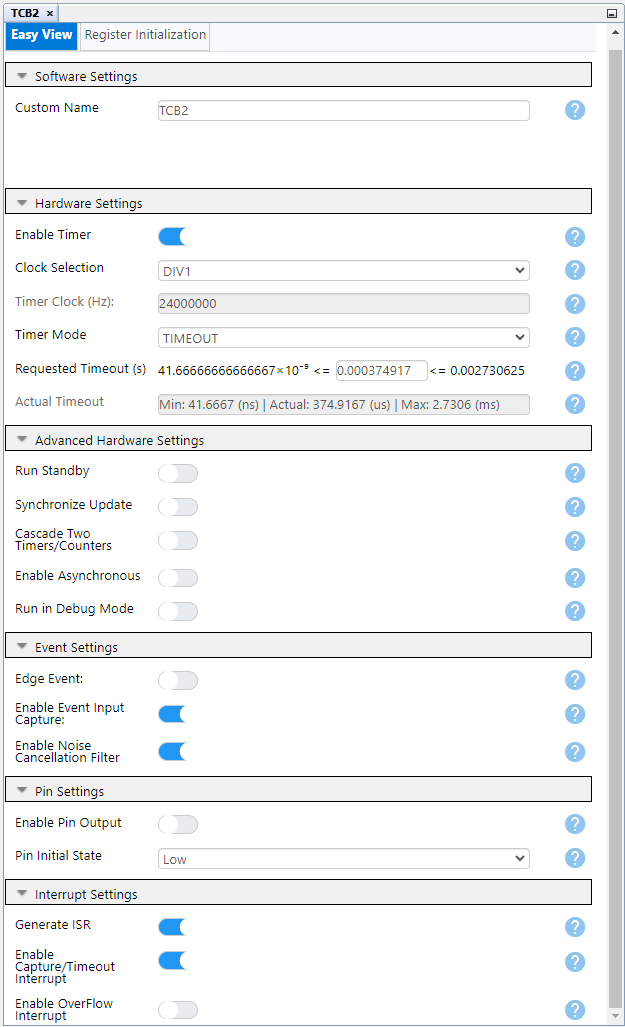 TCB2 ×
Easy View Register Initialization
Software Settings
Custom Name TCB2 ?
Hardware Settings
Enable Timer ?
Clock Selection DIV1 ?
Timer Clock (Hz): 24000000 ?
Timer Mode TIMEOUT ?
Requested Timeout (s) 41.66666666666667×10⁻⁹ <= 0.000374917 <= 0.002730625 ?
Actual Timeout Min: 41.6667 (ns) | Actual: 374.9167 (us) | Max: 2.7306 (ms) ?
Advanced Hardware Settings
Run Standby ?
Synchronize Update ?
Cascade Two
Timers/Counters ?
Enable Asynchronous ?
Run in Debug Mode ?
Event Settings
Edge Event: ?
Enable Event Input
Capture: ?
Enable Noise
Cancellation Filter ?
Pin Settings
Enable Pin Output ?
Pin Initial State Low ?
Interrupt Settings
Generate ISR ?
Enable
Capture/Timeout
Interrupt ?
Enable OverFlow
Interrupt ?